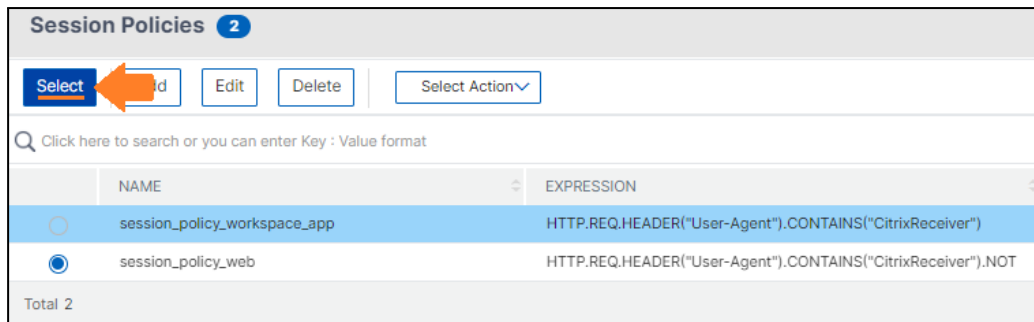 Session Policies 2
Select dd Edit Delete Select Action
Click here to search or you can enter Key : Value format
NAME EXPRESSION
session_policy_workspace_app HTTP.REQ.HEADER("User-Agent").CONTAINS("CitrixReceiver")
session_policy_web HTTP.REQ.HEADER("User-Agent").CONTAINS("CitrixReceiver").NOT
Total 2